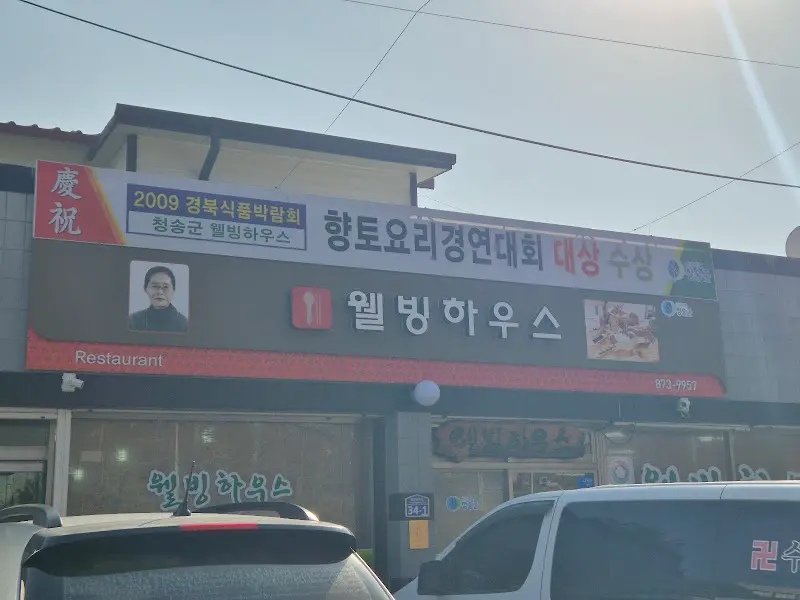 慶祝
2009 경북식품박람회
청송군 웰빙하우스
향토요리경연대회 대상 수상
웰빙하우스
Restaurant
873-9957
웰빙하우스
웰빙하우스
34-1
卍 수